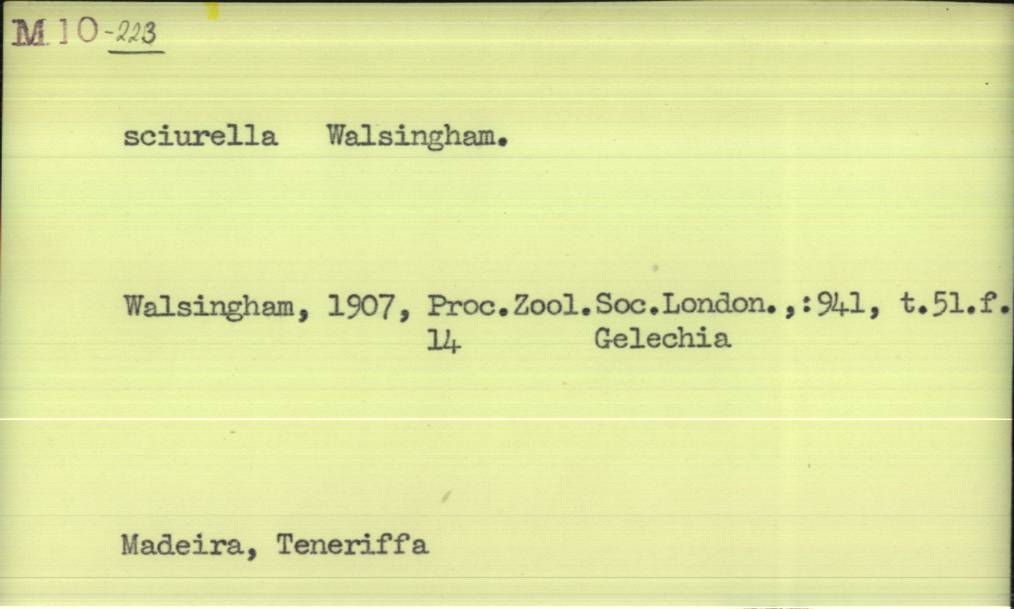 M 10-223
sciurella Walsingham.
Walsingham, 1907, Proc.Zool.Soc.London.,:941, t.51.f.
14 Gelechia
Madeira, Teneriffa